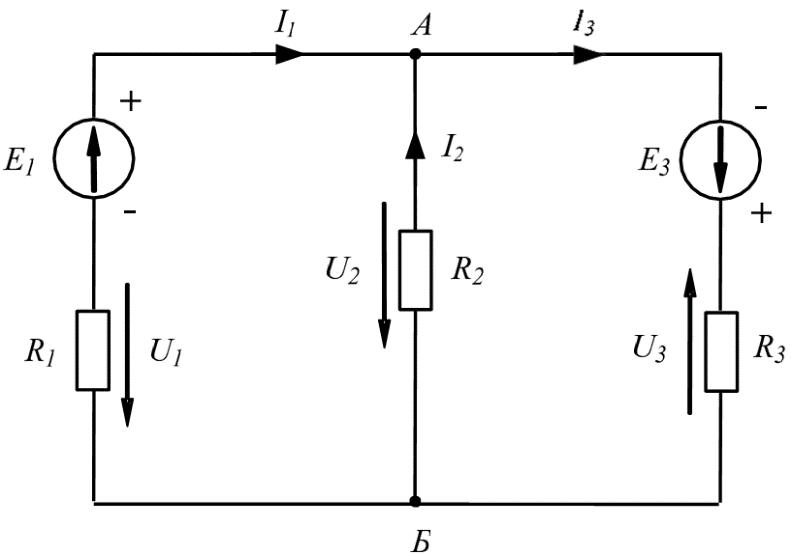 I1
А
I3
+
-
E1
E3
-
+
I2
U2
R2
R1
U1
U3
R3
Б